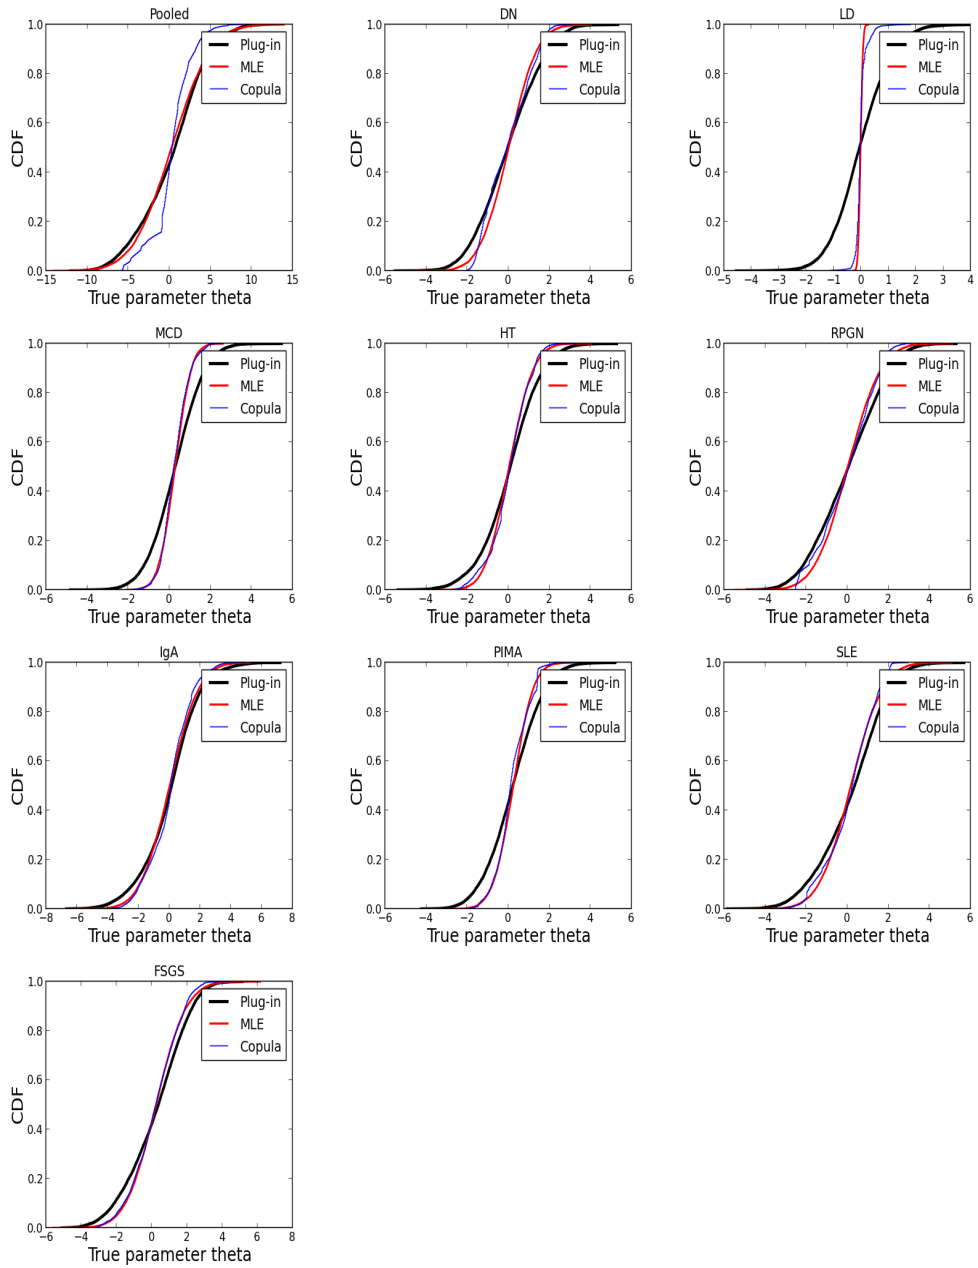 Pooled
CDF
1.0
0.8
0.6
0.4
0.2
0.0
Plug-in
MLE
Copula
−15 −10 −5 0 5 10 15
True parameter theta
DN
CDF
1.0
0.8
0.6
0.4
0.2
0.0
Plug-in
MLE
Copula
−6 −4 −2 0 2 4 6
True parameter theta
LD
CDF
1.0
0.8
0.6
0.4
0.2
0.0
Plug-in
MLE
Copula
−5 −4 −3 −2 −1 0 1 2 3 4
True parameter theta
MCD
CDF
1.0
0.8
0.6
0.4
0.2
0.0
Plug-in
MLE
Copula
−6 −4 −2 0 2 4 6
True parameter theta
HT
CDF
1.0
0.8
0.6
0.4
0.2
0.0
Plug-in
MLE
Copula
−6 −4 −2 0 2 4 6
True parameter theta
RPGN
CDF
1.0
0.8
0.6
0.4
0.2
0.0
Plug-in
MLE
Copula
−6 −4 −2 0 2 4 6
True parameter theta
IgA
CDF
1.0
0.8
0.6
0.4
0.2
0.0
Plug-in
MLE
Copula
−8 −6 −4 −2 0 2 4 6 8
True parameter theta
PIMA
CDF
1.0
0.8
0.6
0.4
0.2
0.0
Plug-in
MLE
Copula
−6 −4 −2 0 2 4 6
True parameter theta
SLE
CDF
1.0
0.8
0.6
0.4
0.2
0.0
Plug-in
MLE
Copula
−6 −4 −2 0 2 4 6
True parameter theta
FSGS
CDF
1.0
0.8
0.6
0.4
0.2
0.0
Plug-in
MLE
Copula
−6 −4 −2 0 2 4 6 8
True parameter theta